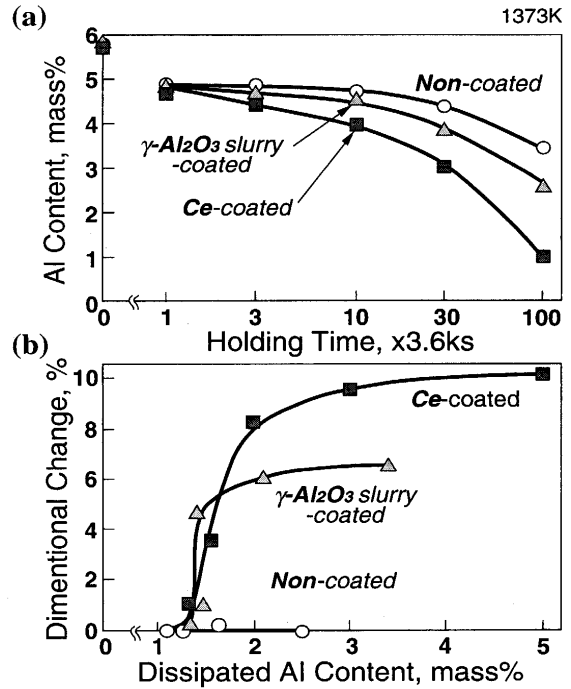 (a)
1373K
6
5
4
3
2
1
0
Al Content, mass%
Non-coated
γ-Al2O3 slurry
-coated
Ce-coated
0 1 3 10 30 100
Holding Time, x3.6ks
(b)
10
8
6
4
2
0
Dimentional Change, %
Ce-coated
γ-Al2O3 slurry
-coated
Non-coated
0 1 2 3 4 5
Dissipated Al Content, mass%